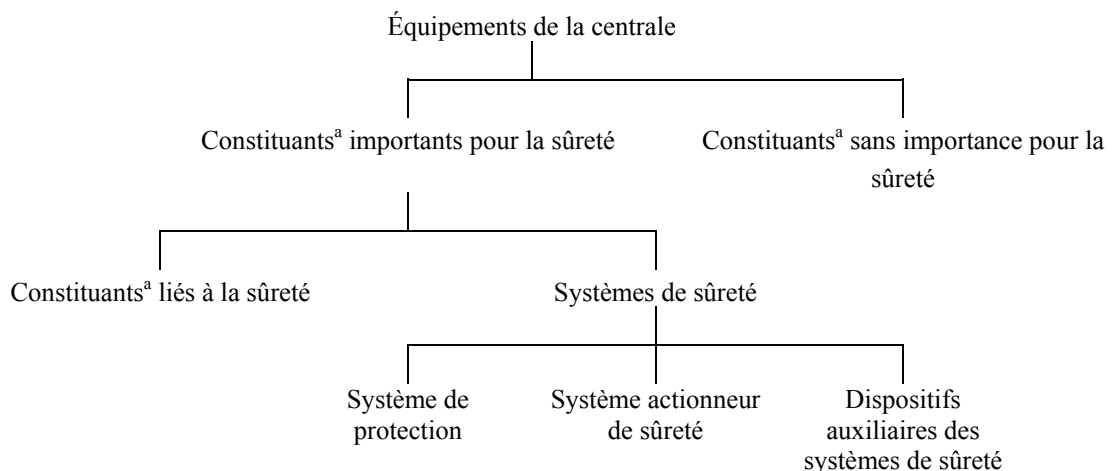 Équipements de la centrale
Constituantsᵃ importants pour la sûreté
Constituantsᵃ sans importance pour la
sûreté
Constituantsᵃ liés à la sûreté
Systèmes de sûreté
Système de
protection
Système actionneur
de sûreté
Dispositifs
auxiliaires des
systèmes de sûreté